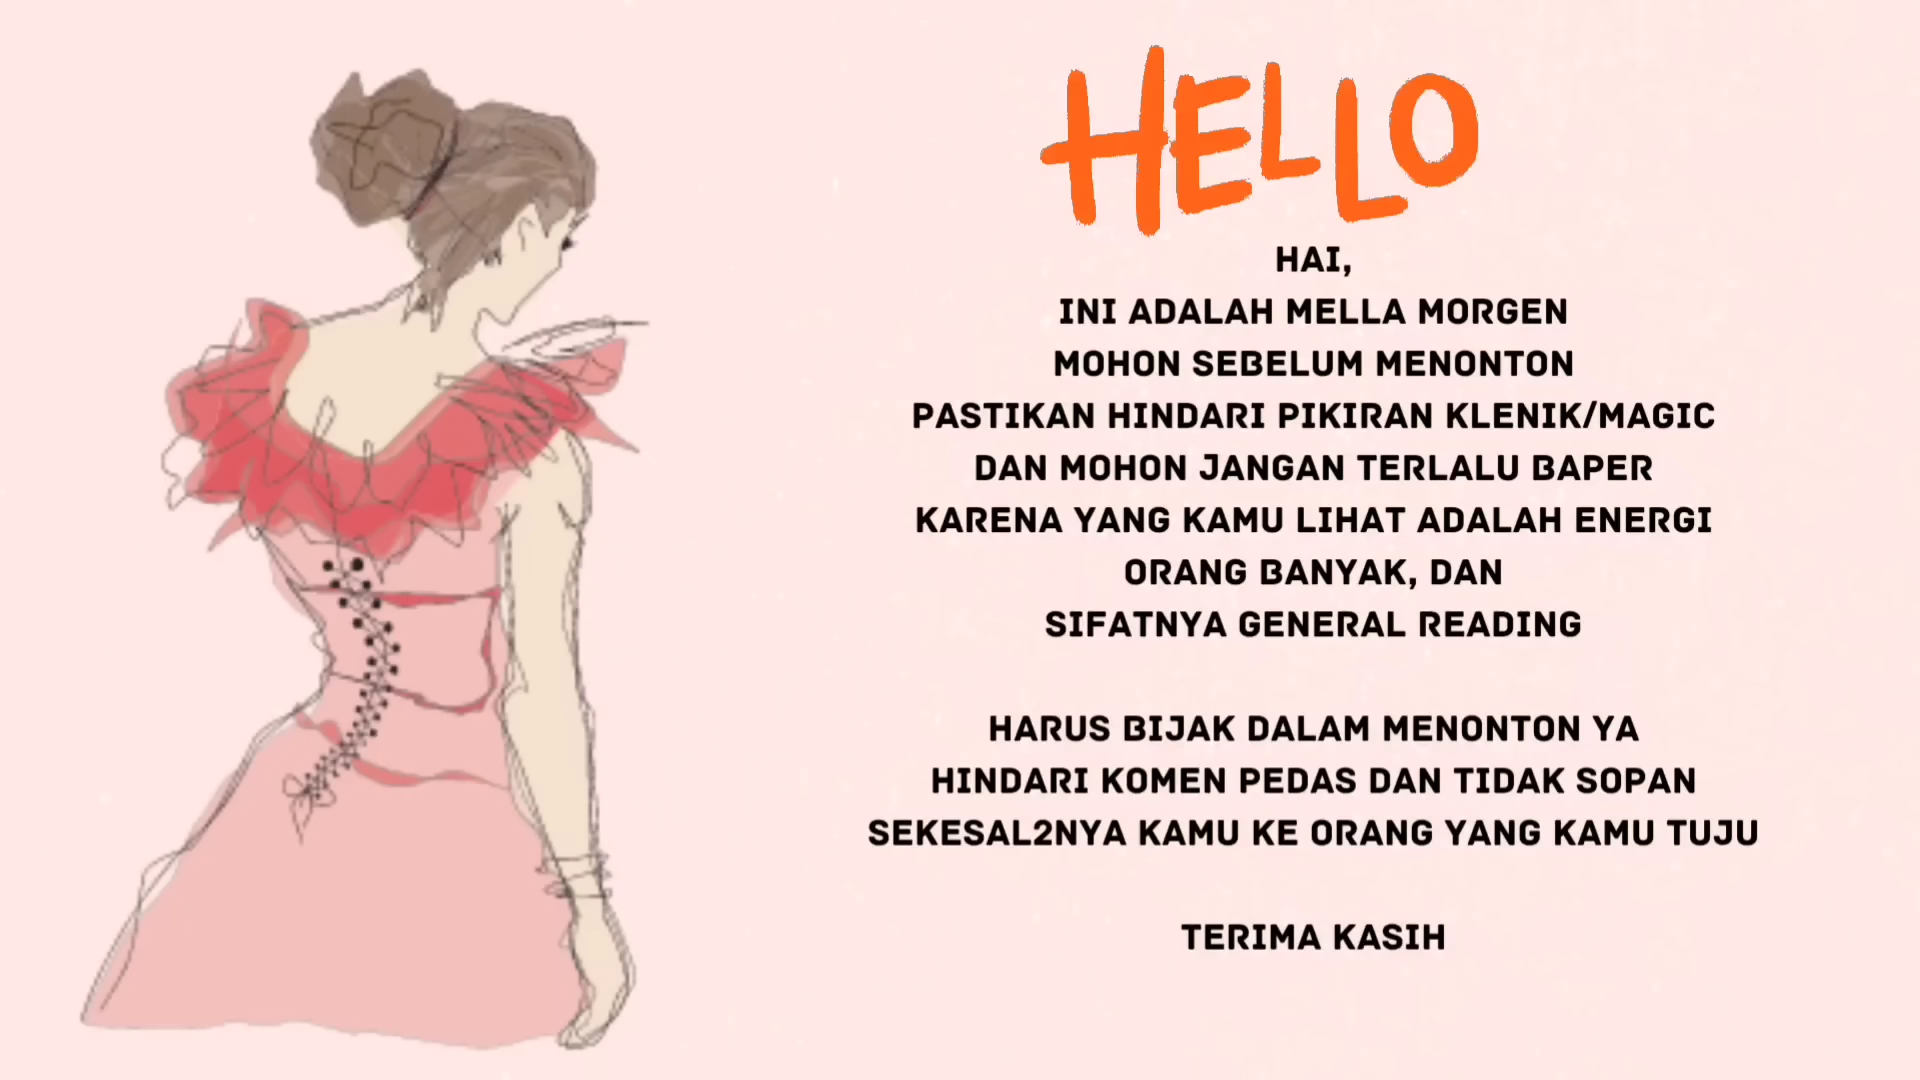 HELLO
HAI,
INI ADALAH MELLA MORGEN
MOHON SEBELUM MENONTON
PASTIKAN HINDARI PIKIRAN KLENIK/MAGIC
DAN MOHON JANGAN TERLALU BAPER
KARENA YANG KAMU LIHAT ADALAH ENERGI
ORANG BANYAK, DAN
SIFATNYA GENERAL READING
HARUS BIJAK DALAM MENONTON YA
HINDARI KOMEN PEDAS DAN TIDAK SOPAN
SEKESAL2NYA KAMU KE ORANG YANG KAMU TUJU
TERIMA KASIH